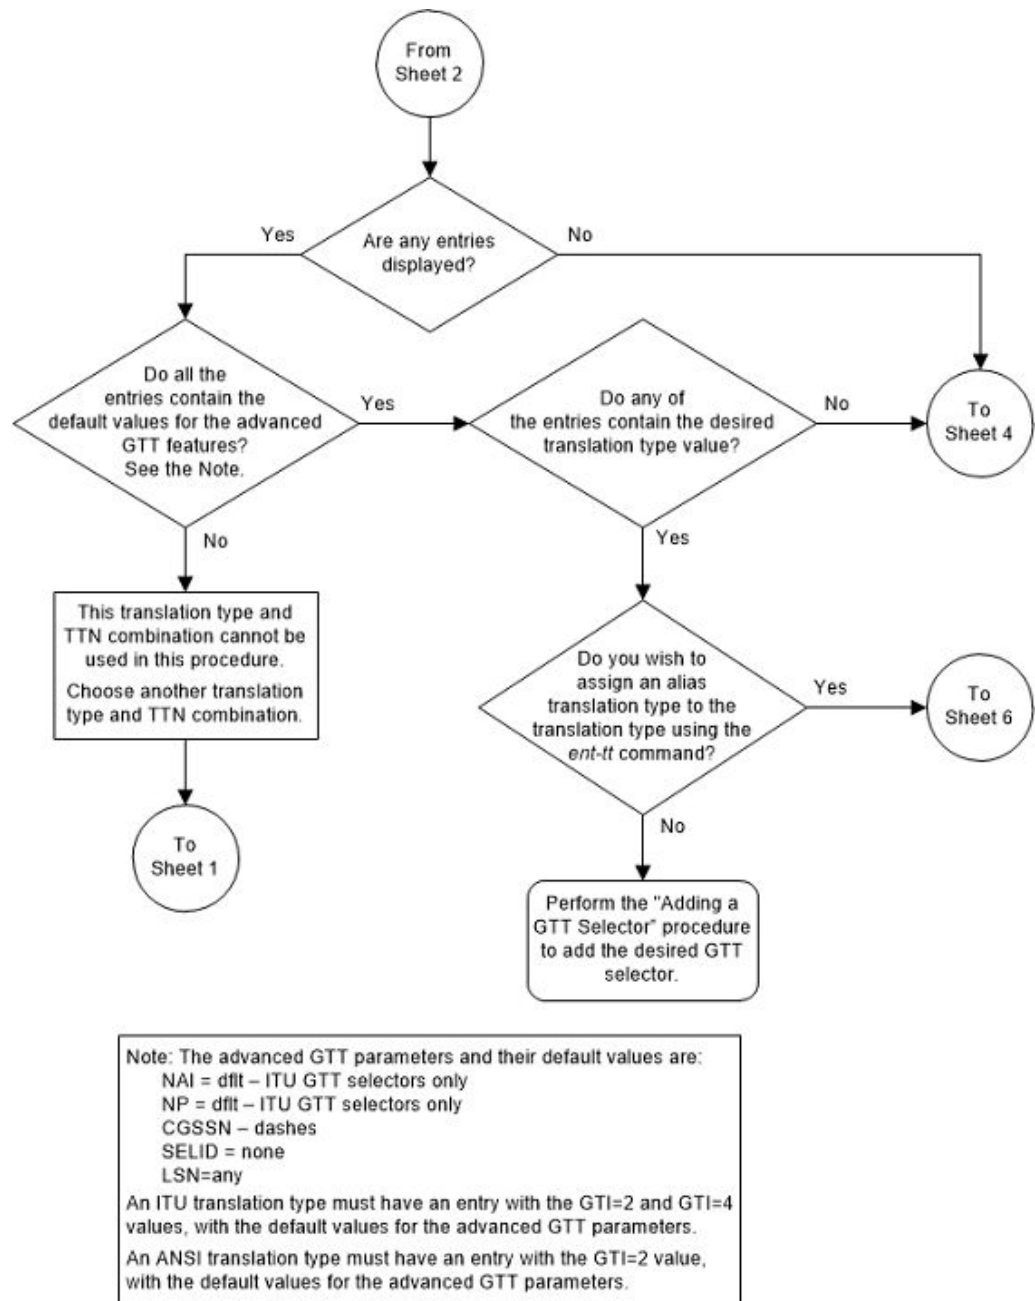 From
Sheet 2
Yes
Are any entries
displayed?
No
Do all the
entries contain the
default values for the advanced
GTT features?
See the Note.
Yes
Do any of
the entries contain the desired
translation type value?
No
To
Sheet 4
No
Yes
This translation type and
TTN combination cannot be
used in this procedure.
Choose another translation
type and TTN combination.
Do you wish to
assign an alias
translation type to the
translation type using the
ent-tt command?
Yes
To
Sheet 6
To
Sheet 1
No
Perform the "Adding a
GTT Selector" procedure
to add the desired GTT
selector.
Note: The advanced GTT parameters and their default values are:
NAI = dflt – ITU GTT selectors only
NP = dflt – ITU GTT selectors only
CGSSN – dashes
SELID = none
LSN=any
An ITU translation type must have an entry with the GTI=2 and GTI=4
values, with the default values for the advanced GTT parameters.
An ANSI translation type must have an entry with the GTI=2 value,
with the default values for the advanced GTT parameters.